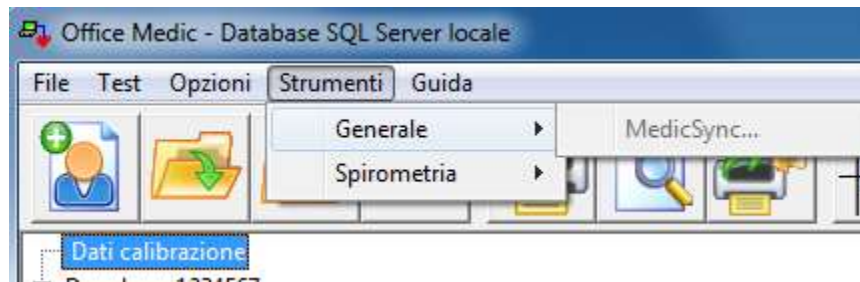 Office Medic - Database SQL Server locale
File Test Opzioni Strumenti Guida
Generale MedicSync...
Spirometria
Dati calibrazione